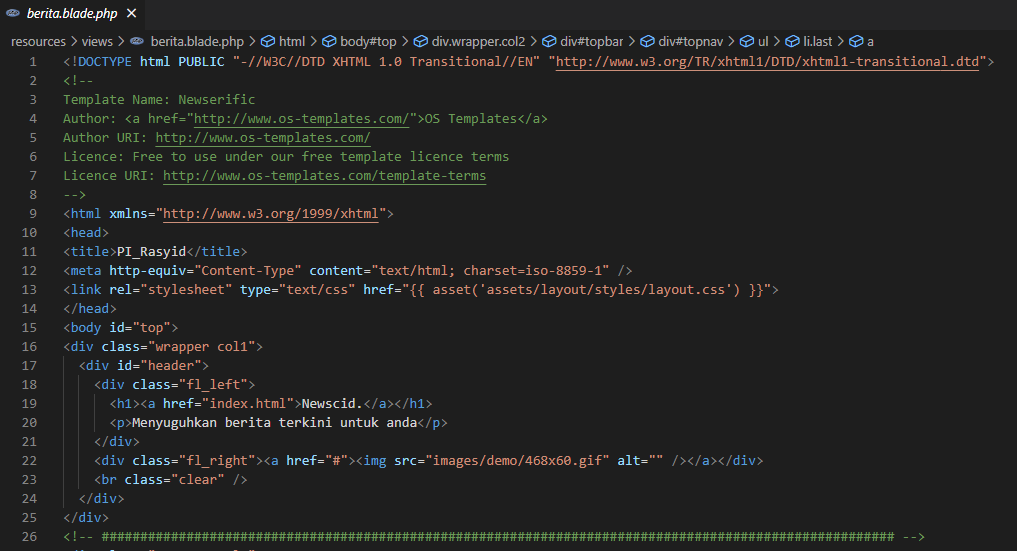 berita.blade.php ×
resources > views > berita.blade.php > html > body#top > div.wrapper.col2 > div#topbar > div#topnav > ul > li.last > a
1 <!DOCTYPE html PUBLIC "-//W3C//DTD XHTML 1.0 Transitional//EN" "http://www.w3.org/TR/xhtml1/DTD/xhtml1-transitional.dtd">
2 <!--
3 Template Name: Newserific
4 Author: <a href="http://www.os-templates.com/">OS Templates</a>
5 Author URI: http://www.os-templates.com/
6 Licence: Free to use under our free template licence terms
7 Licence URI: http://www.os-templates.com/template-terms
8 -->
9 <html xmlns="http://www.w3.org/1999/xhtml">
10 <head>
11 <title>PI_Rasyid</title>
12 <meta http-equiv="Content-Type" content="text/html; charset=iso-8859-1" />
13 <link rel="stylesheet" type="text/css" href="{{ asset('assets/layout/styles/layout.css') }}">
14 </head>
15 <body id="top">
16 <div class="wrapper col1">
17 <div id="header">
18 <div class="fl_left">
19 <h1><a href="index.html">Newscid.</a></h1>
20 <p>Menyuguhkan berita terkini untuk anda</p>
21 </div>
22 <div class="fl_right"><a href="#"><img src="images/demo/468x60.gif" alt="" /></a></div>
23 <br class="clear" />
24 </div>
25 </div>
26 <!-- ####################################################################################################### -->